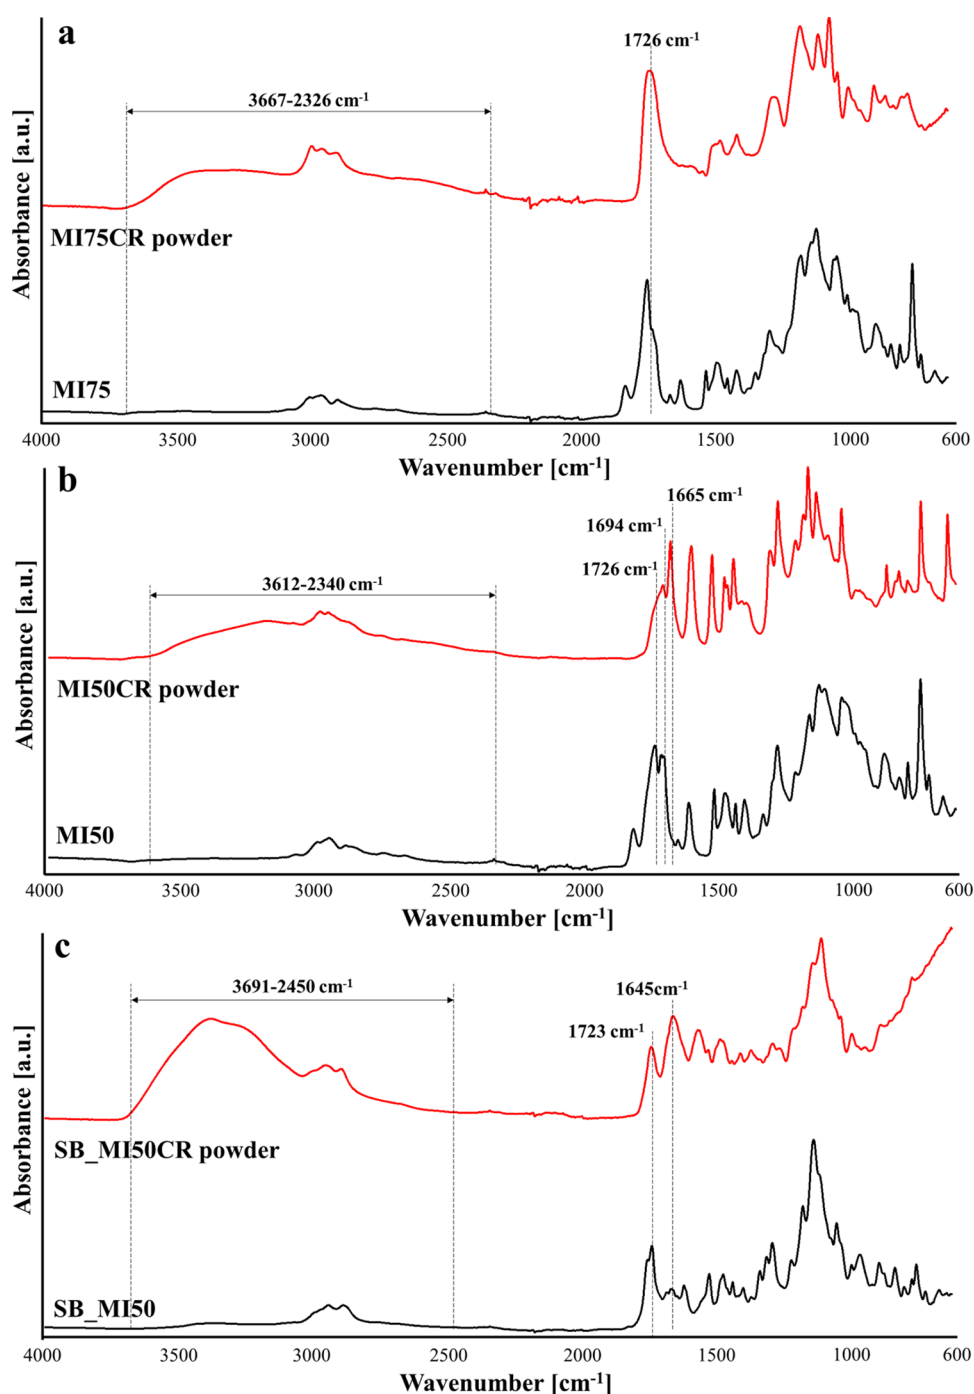 a
1726 cm-1
3667-2326 cm-1
Absorbance [a.u.]
MI75CR powder
MI75
4000 3500 3000 2500 2000 1500 1000 600
Wavenumber [cm-1]
b
1665 cm-1
1694 cm-1
1726 cm-1
3612-2340 cm-1
Absorbance [a.u.]
MI50CR powder
MI50
4000 3500 3000 2500 2000 1500 1000 600
Wavenumber [cm-1]
c
3691-2450 cm-1
1645cm-1
1723 cm-1
Absorbance [a.u.]
SB_MI50CR powder
SB_MI50
4000 3500 3000 2500 2000 1500 1000 600
Wavenumber [cm-1]